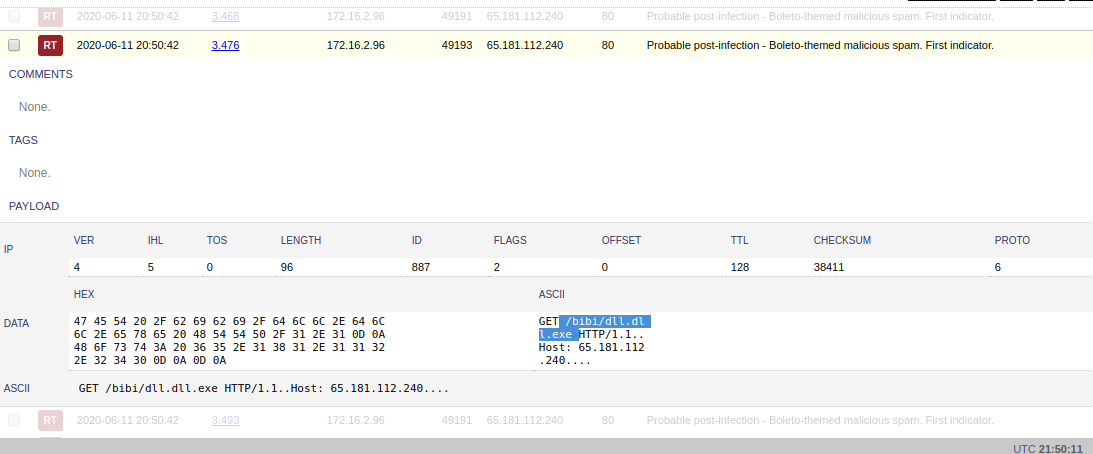 RT 2020-06-11 20:50:42 3.468 172.16.2.96 49191 65.181.112.240 80 Probable post-infection - Boleto-themed malicious spam. First indicator.
RT 2020-06-11 20:50:42 3.476 172.16.2.96 49193 65.181.112.240 80 Probable post-infection - Boleto-themed malicious spam. First indicator.
COMMENTS
None.
TAGS
None.
PAYLOAD
IP VER IHL TOS LENGTH ID FLAGS OFFSET TTL CHECKSUM PROTO
4 5 0 96 887 2 0 128 38411 6
HEX ASCII
DATA
47 45 54 20 2F 62 69 62 69 2F 64 6C 6C 2E 64 6C GET /bibi/dll.dl
6C 2E 65 78 65 20 48 54 54 50 2F 31 2E 31 0D 0A l.exe HTTP/1.1..
48 6F 73 74 3A 20 36 35 2E 31 38 31 2E 31 31 32 Host: 65.181.112
2E 32 34 30 0D 0A 0D 0A .240....
ASCII GET /bibi/dll.dll.exe HTTP/1.1..Host: 65.181.112.240....
RT 2020-06-11 20:50:42 3.493 172.16.2.96 49191 65.181.112.240 80 Probable post-infection - Boleto-themed malicious spam. First indicator.
UTC 21:50:11